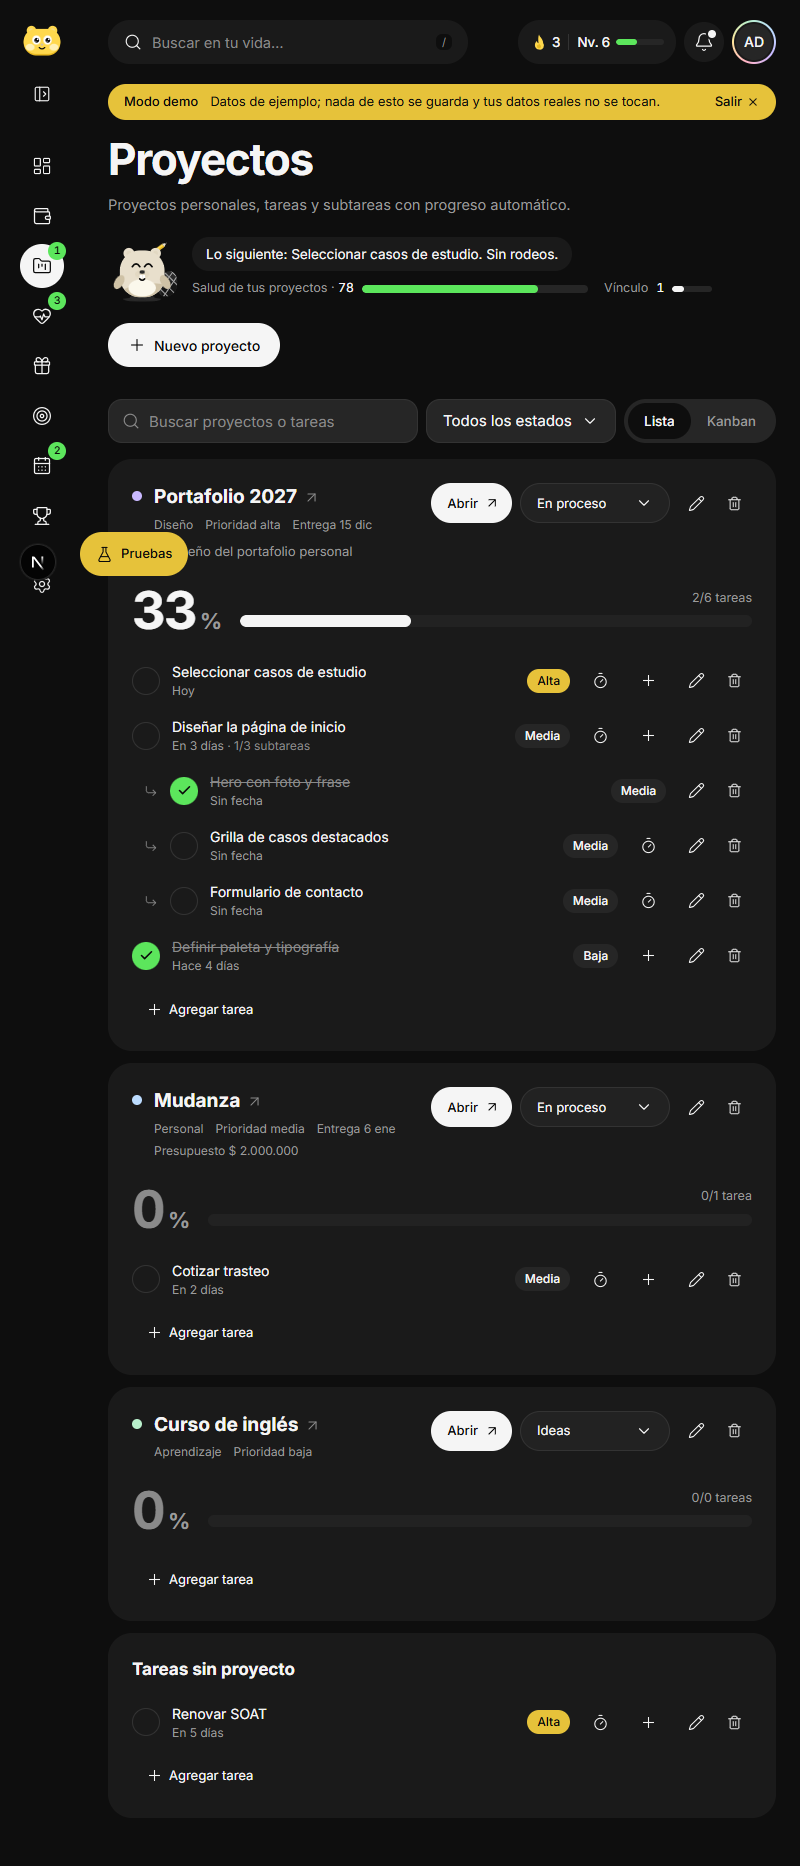 Buscar en tu vida...
/
3
Nv. 6
AD
Modo demo Datos de ejemplo; nada de esto se guarda y tus datos reales no se tocan. Salir
Proyectos
Proyectos personales, tareas y subtareas con progreso automático.
Lo siguiente: Seleccionar casos de estudio. Sin rodeos.
Salud de tus proyectos · 78
Vínculo 1
1
3
2
N
Nuevo proyecto
Buscar proyectos o tareas
Todos los estados
Lista
Kanban
Portafolio 2027
Abrir
En proceso
Diseño Prioridad alta Entrega 15 dic
Pruebas
eño del portafolio personal
33%
2/6 tareas
Seleccionar casos de estudio
Hoy
Alta
Diseñar la página de inicio
En 3 días · 1/3 subtareas
Media
Hero con foto y frase
Sin fecha
Media
Grilla de casos destacados
Sin fecha
Media
Formulario de contacto
Sin fecha
Media
Definir paleta y tipografía
Hace 4 días
Baja
Agregar tarea
Mudanza
Abrir
En proceso
Personal Prioridad media Entrega 6 ene
Presupuesto $ 2.000.000
0%
0/1 tarea
Cotizar trasteo
En 2 días
Media
Agregar tarea
Curso de inglés
Abrir
Ideas
Aprendizaje Prioridad baja
0%
0/0 tareas
Agregar tarea
Tareas sin proyecto
Renovar SOAT
En 5 días
Alta
Agregar tarea